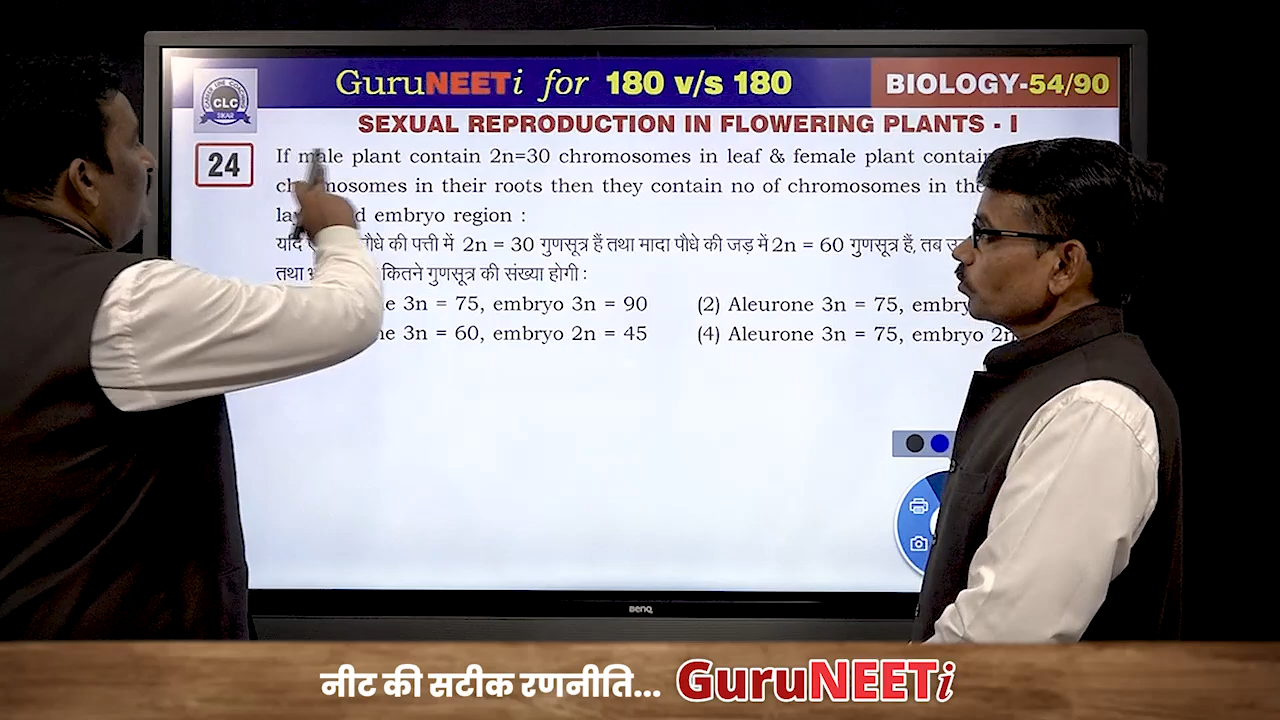 GuruNEETi for 180 v/s 180
BIOLOGY-54/90
CLC
SIKAR
SEXUAL REPRODUCTION IN FLOWERING PLANTS - I
24
If male plant contain 2n=30 chromosomes in leaf & female plant contain
chromosomes in their roots then they contain no of chromosomes in the
embryo region :
पौधे की पत्ती में 2n = 30 गुणसूत्र हैं तथा मादा पौधे की जड़ में 2n = 60 गुणसूत्र हैं, तब
तथा कितने गुणसूत्र की संख्या होगी :
3n = 75, embryo 3n = 90
(2) Aleurone 3n = 75,
3n = 60, embryo 2n = 45
(4) Aleurone 3n = 75, embryo 2n
BenQ
नीट की सटीक रणनीति... GuruNEETi